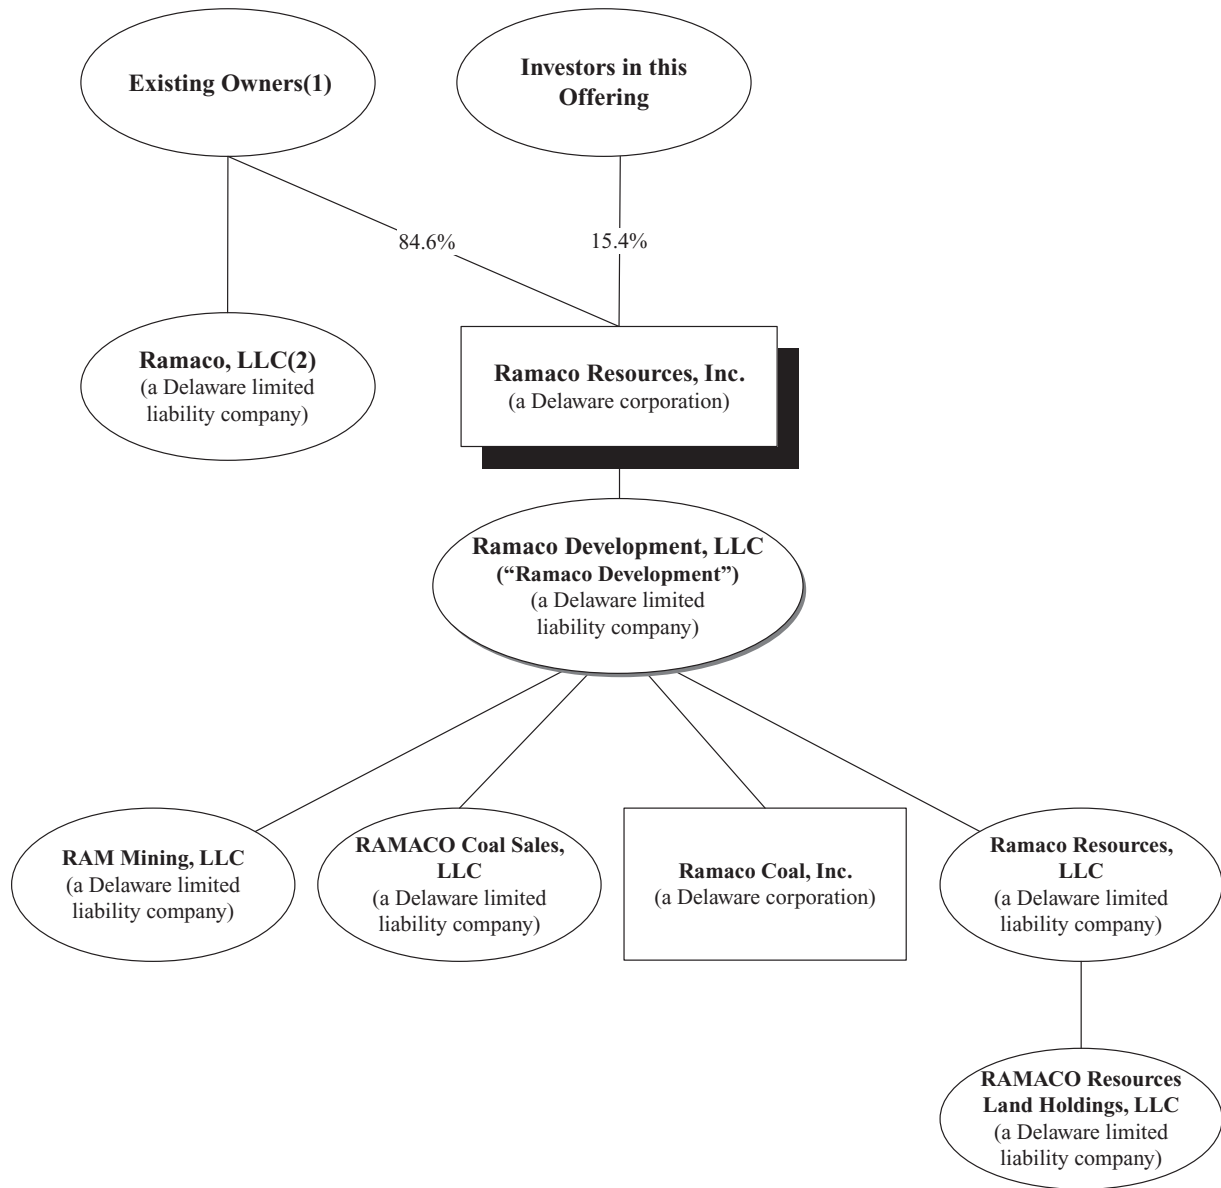 Existing Owners(1)
Investors in this
Offering
84.6%
15.4%
Ramaco, LLC(2)
(a Delaware limited
liability company)
Ramaco Resources, Inc.
(a Delaware corporation)
Ramaco Development, LLC
(“Ramaco Development”)
(a Delaware limited
liability company)
RAM Mining, LLC
(a Delaware limited
liability company)
RAMACO Coal Sales,
LLC
(a Delaware limited
liability company)
Ramaco Coal, Inc.
(a Delaware corporation)
Ramaco Resources,
LLC
(a Delaware limited
liability company)
RAMACO Resources
Land Holdings, LLC
(a Delaware limited
liability company)